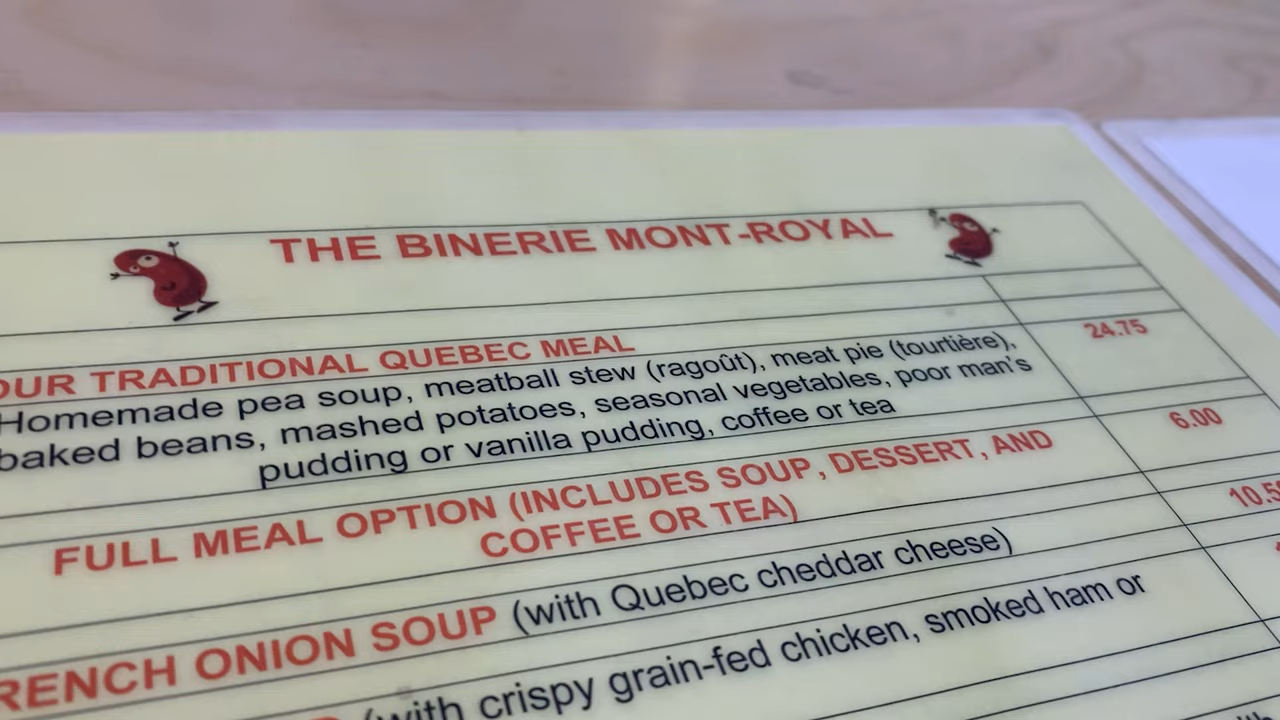 THE BINERIE MONT-ROYAL
OUR TRADITIONAL QUEBEC MEAL
24.75
Homemade pea soup, meatball stew (ragoût), meat pie (tourtière),
baked beans, mashed potatoes, seasonal vegetables, poor man's
pudding or vanilla pudding, coffee or tea
FULL MEAL OPTION (INCLUDES SOUP, DESSERT, AND
6.00
COFFEE OR TEA)
RENCH ONION SOUP (with Quebec cheddar cheese)
(with crispy grain-fed chicken, smoked ham or